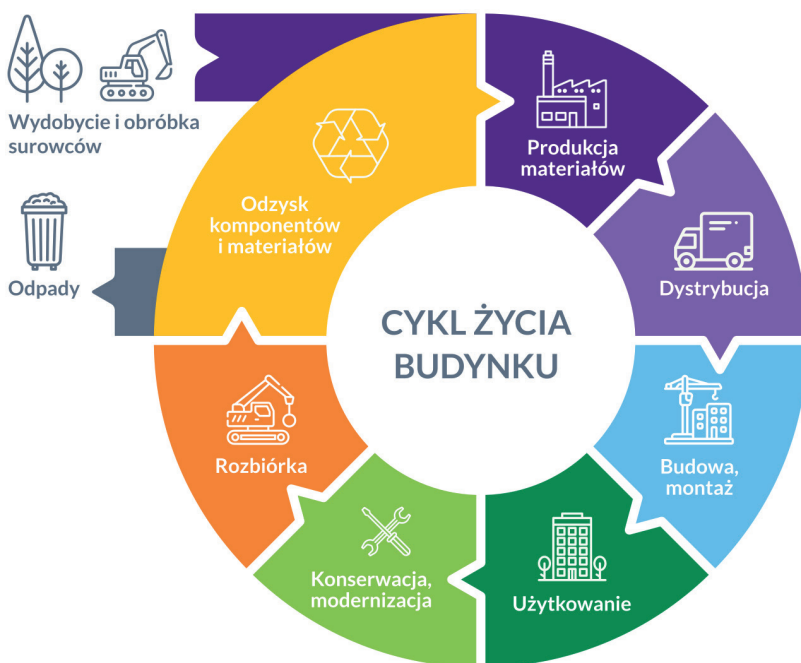 Wydobycie i obróbka
surowców
Odpady
Odzysk
komponentów
i materiałów
Produkcja
materiałów
Dystrybucja
CYKL ŻYCIA
BUDYNKU
Budowa,
montaż
Użytkowanie
Konserwacja,
modernizacja
Rozbiórka